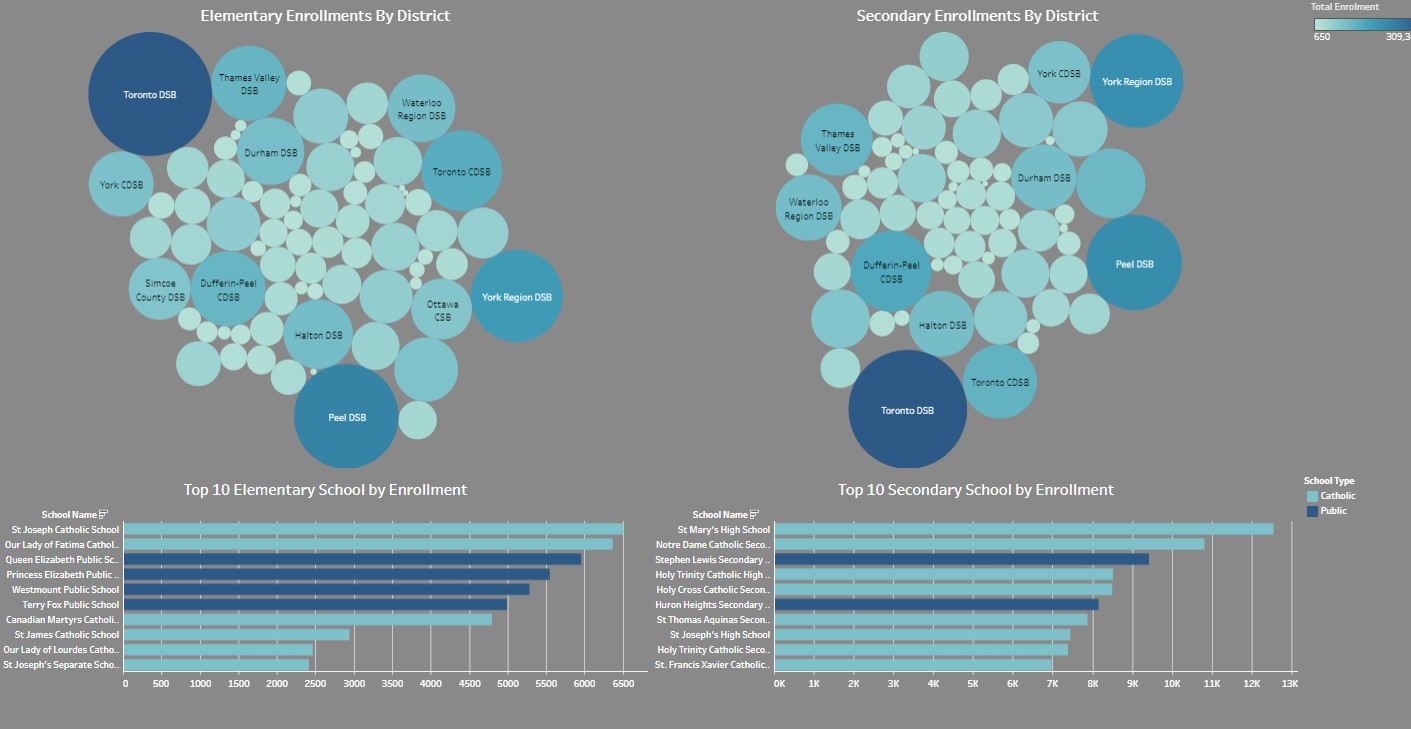 Elementary Enrollments By District
Secondary Enrollments By District
Total Enrolment
650
309,3
Toronto DSB
Thames Valley
DSB
Waterloo
Region DSB
Durham DSB
Toronto CDSB
York CDSB
Simcoe
County DSB
Dufferin-Peel
CDSB
Ottawa
CSB
York Region DSB
Halton DSB
Peel DSB
York CDSB
York Region DSB
Thames
Valley DSB
Durham DSB
Waterloo
Region DSB
Dufferin-Peel
CDSB
Peel DSB
Halton DSB
Toronto CDSB
Toronto DSB
Top 10 Elementary School by Enrollment
School Name
St Joseph Catholic School
Our Lady of Fatima Cathol..
Queen Elizabeth Public Sc..
Princess Elizabeth Public ..
Westmount Public School
Terry Fox Public School
Canadian Martyrs Catholi..
St James Catholic School
Our Lady of Lourdes Catho..
St Joseph's Separate Scho..
0 500 1000 1500 2000 2500 3000 3500 4000 4500 5000 5500 6000 6500
Top 10 Secondary School by Enrollment
School Name
St Mary's High School
Notre Dame Catholic Seco..
Stephen Lewis Secondary ..
Holy Trinity Catholic High ..
Holy Cross Catholic Secon..
Huron Heights Secondary ..
St Thomas Aquinas Secon..
St Joseph's High School
Holy Trinity Catholic Seco..
St. Francis Xavier Catholic..
0K 1K 2K 3K 4K 5K 6K 7K 8K 9K 10K 11K 12K 13K
School Type
Catholic
Public